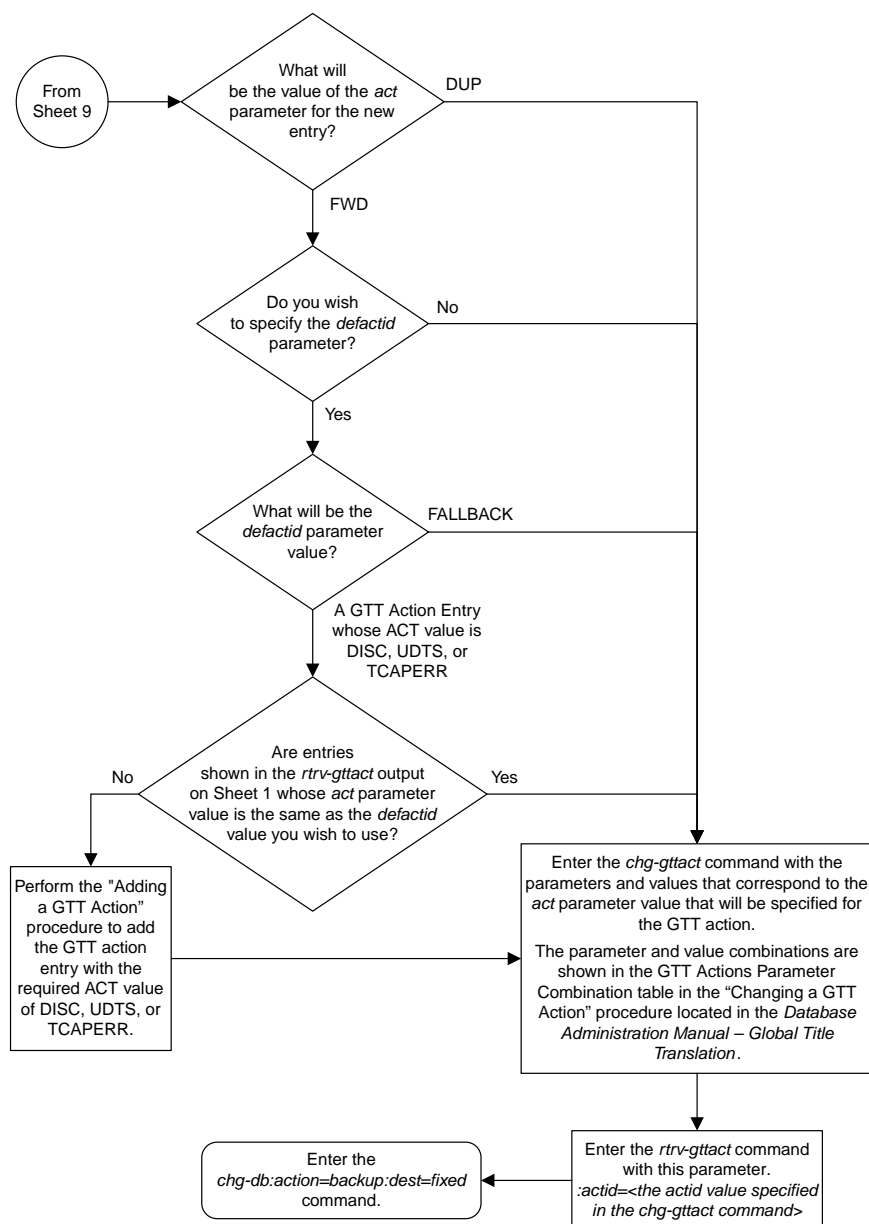 From
Sheet 9
What will
be the value of the act
parameter for the new
entry?
DUP
FWD
Do you wish
to specify the defactid
parameter?
No
Yes
What will be the
defactid parameter
value?
FALLBACK
A GTT Action Entry
whose ACT value is
DISC, UDTS, or
TCAPERR
Are entries
shown in the rtrv-gttact output
on Sheet 1 whose act parameter
value is the same as the defactid
value you wish to use?
No
Yes
Perform the "Adding
a GTT Action”
procedure to add
the GTT action
entry with the
required ACT value
of DISC, UDTS, or
TCAPERR.
Enter the chg-gttact command with the
parameters and values that correspond to the
act parameter value that will be specified for
the GTT action.
The parameter and value combinations are
shown in the GTT Actions Parameter
Combination table in the “Changing a GTT
Action” procedure located in the Database
Administration Manual – Global Title
Translation.
Enter the rtrv-gttact command
with this parameter.
:actid=<the actid value specified
in the chg-gttact command>
Enter the
chg-db:action=backup:dest=fixed
command.